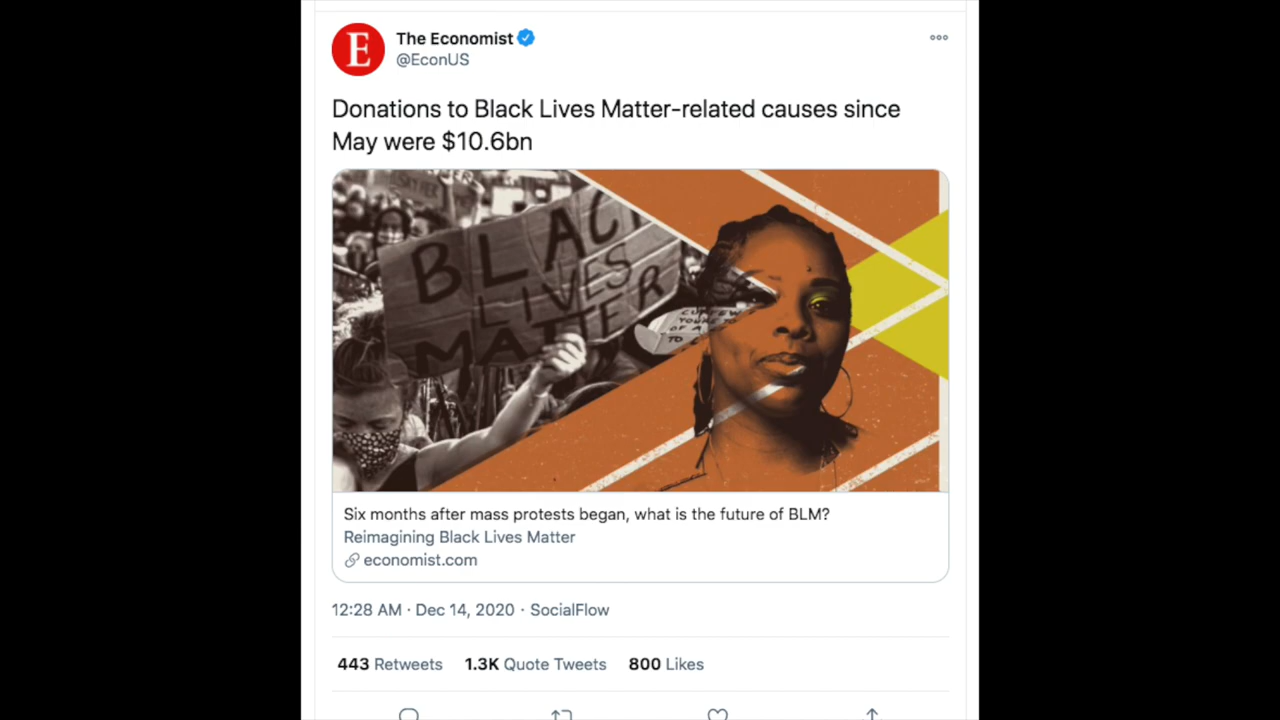 E
The Economist
@EconUS
Donations to Black Lives Matter-related causes since
May were $10.6bn
BLAC
LIVES
MATTER
CURFEW
Six months after mass protests began, what is the future of BLM?
Reimagining Black Lives Matter
economist.com
12:28 AM · Dec 14, 2020 · SocialFlow
443 Retweets 1.3K Quote Tweets 800 Likes